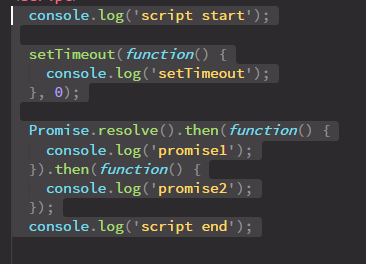 console.log('script start');
setTimeout(function() {
console.log('setTimeout');
}, 0);
Promise.resolve().then(function() {
console.log('promise1');
}).then(function() {
console.log('promise2');
});
console.log('script end');